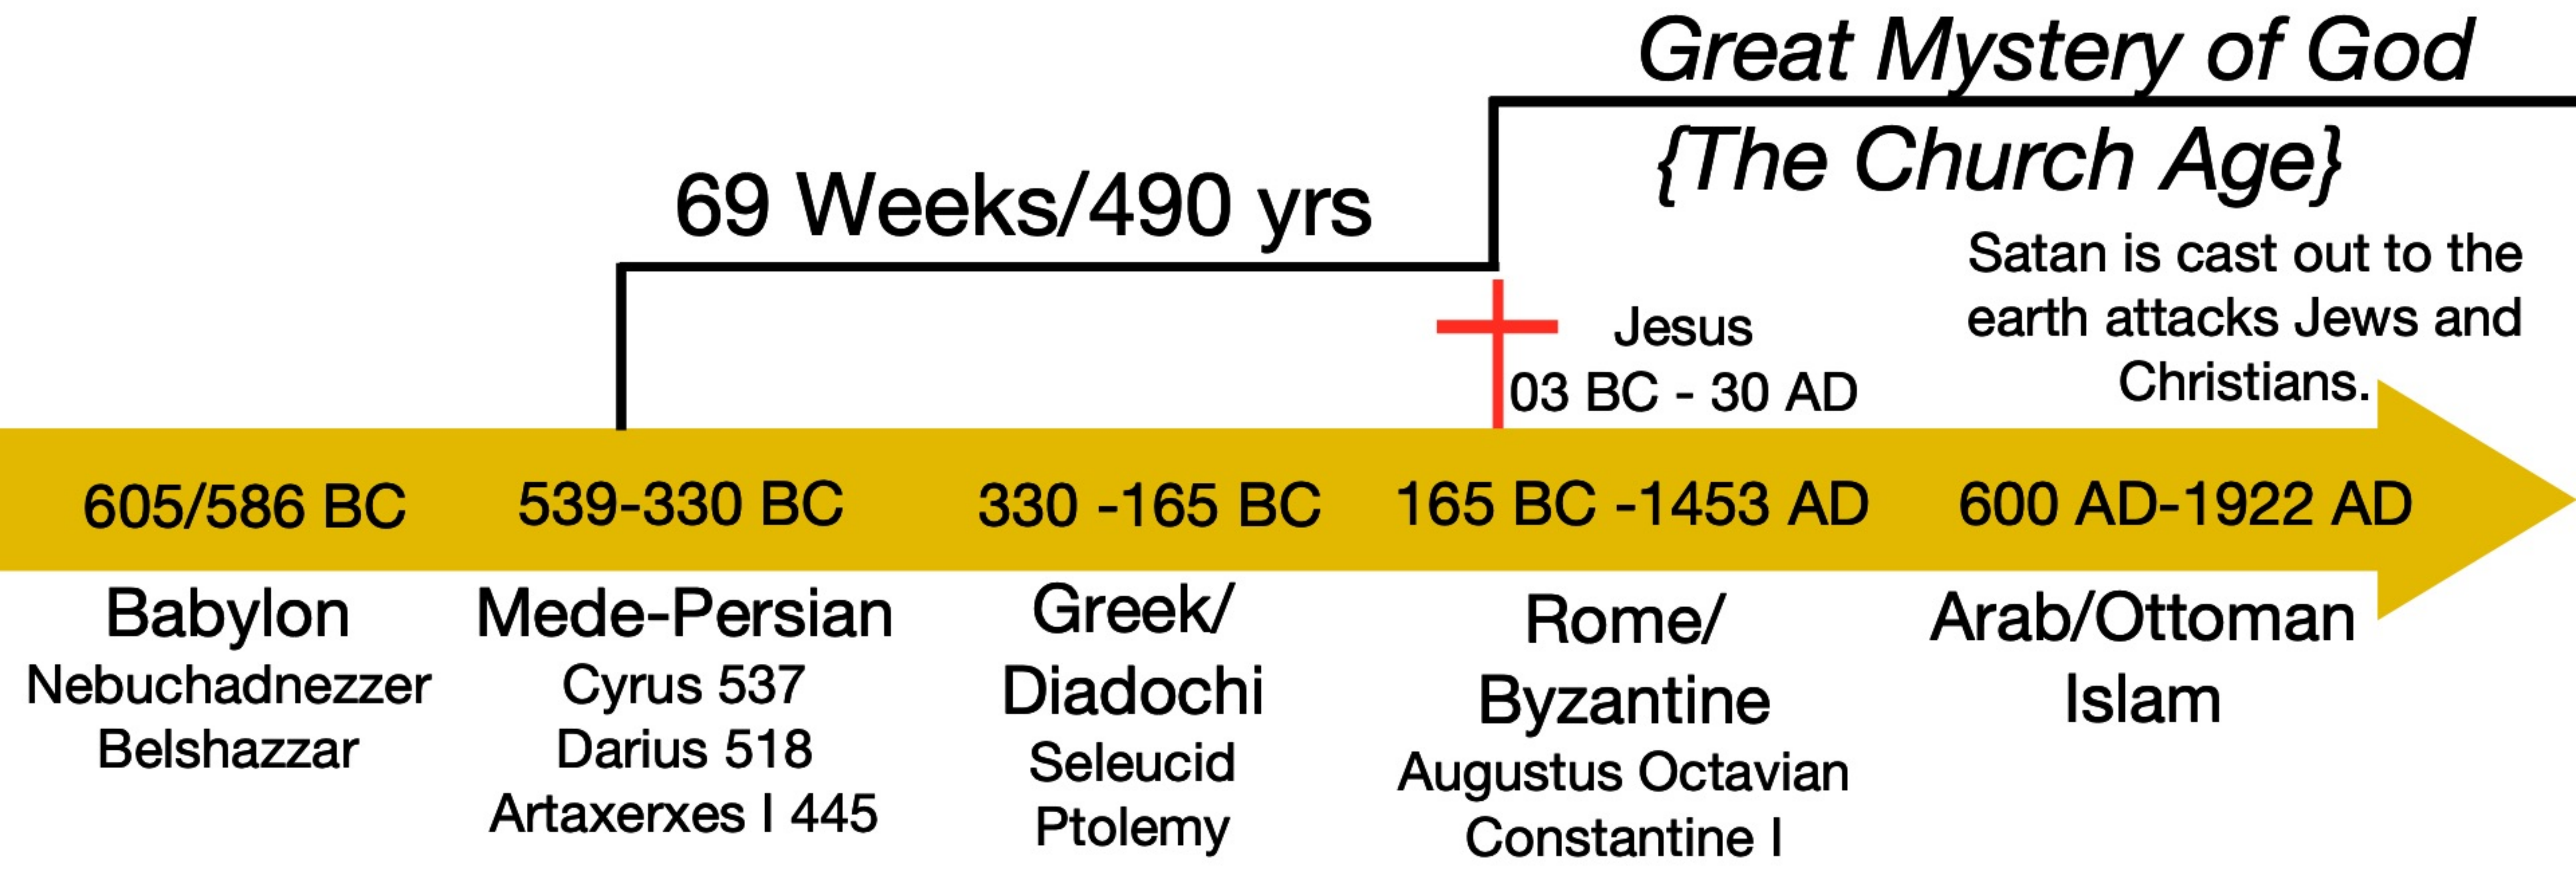 Great Mystery of God
{The Church Age}
69 Weeks/490 yrs
Satan is cast out to the
earth attacks Jews and
Christians.
Jesus
03 BC - 30 AD
605/586 BC
539-330 BC
330 -165 BC
165 BC -1453 AD
600 AD-1922 AD
Babylon
Nebuchadnezzer
Belshazzar
Mede-Persian
Cyrus 537
Darius 518
Artaxerxes I 445
Greek/
Diadochi
Seleucid
Ptolemy
Rome/
Byzantine
Augustus Octavian
Constantine I
Arab/Ottoman
Islam